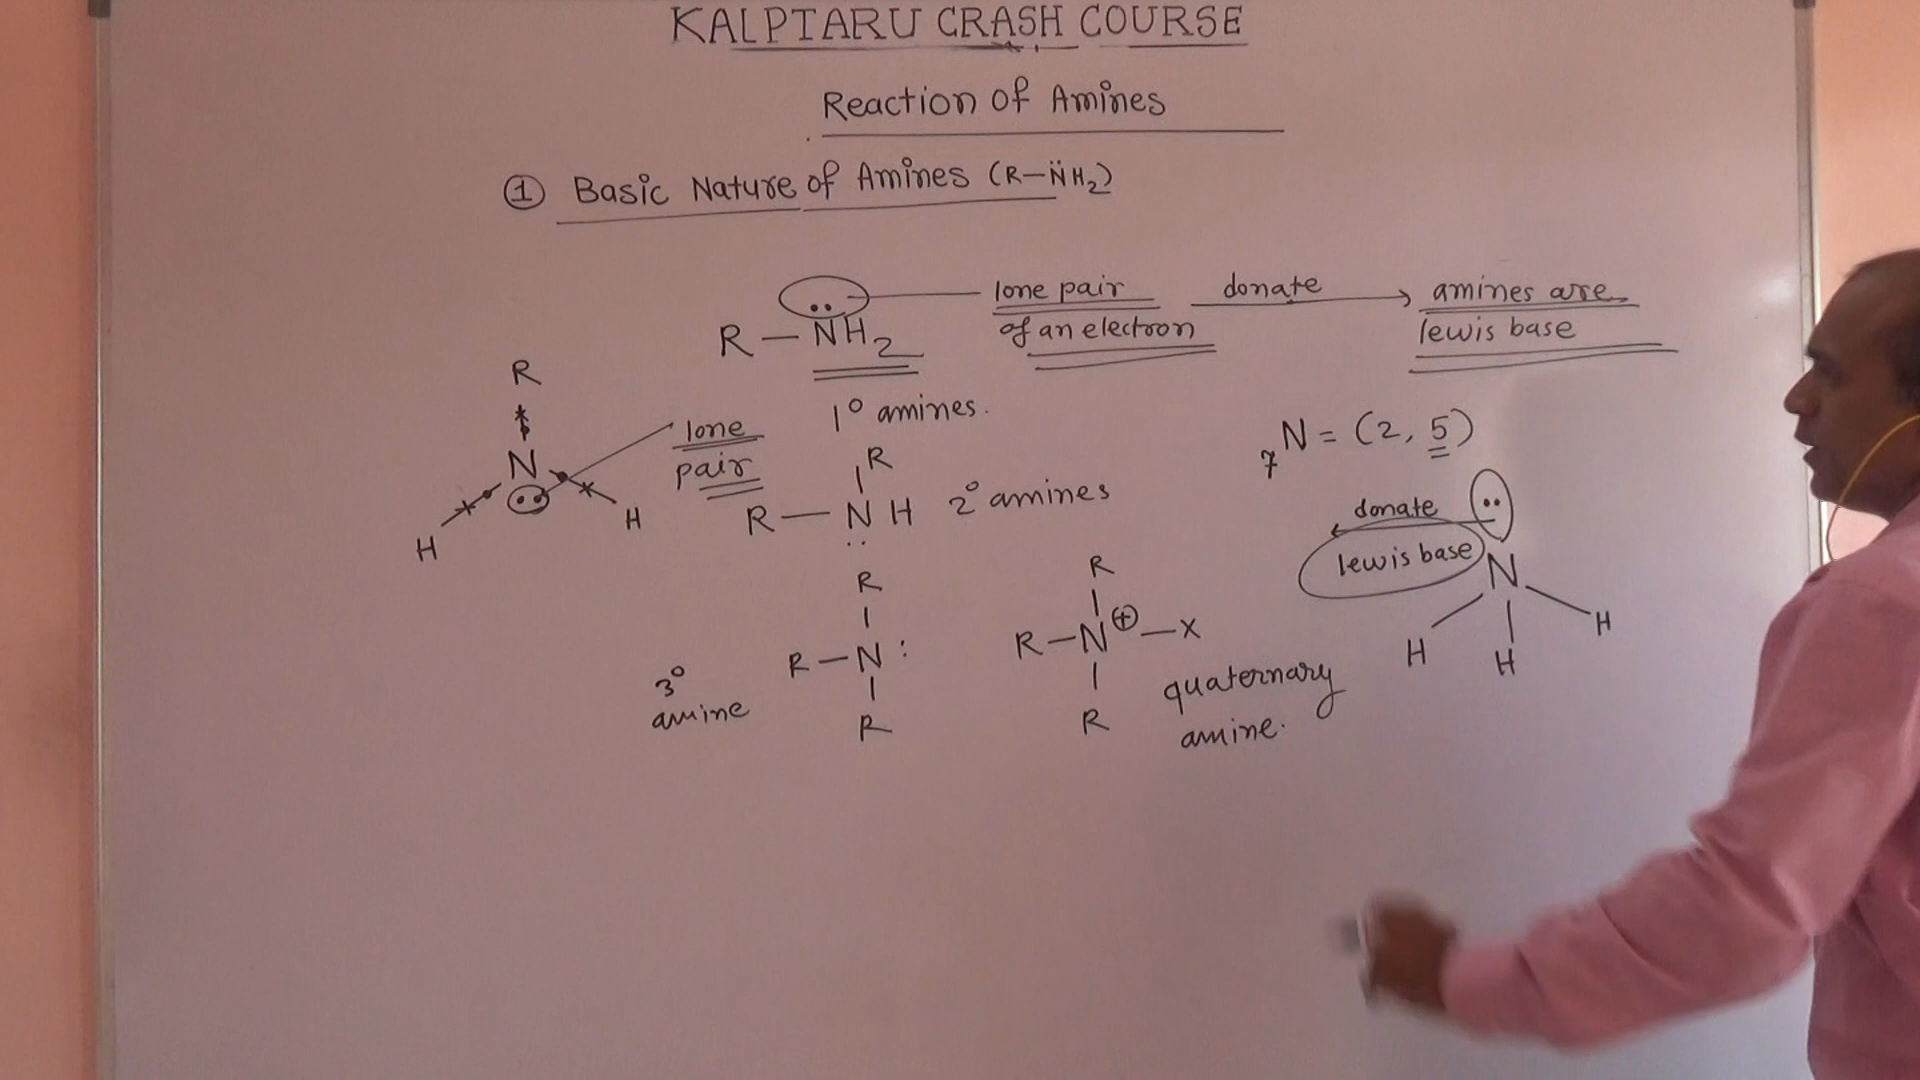 KALPTARU CRASH COURSE
Reaction of Amines
① Basic Nature of Amines (R–N̈H₂)
lone pair donate amines are
of an electron lewis base
R – NH₂
1° amines.
R
N
H H
lone
pair
R
R – NH 2° amines
₇N = (2, 5)
donate
lewis base
N
H H H
R
R – N :
R
3°
amine
R
R – N⊕ – X
R
quaternary
amine.